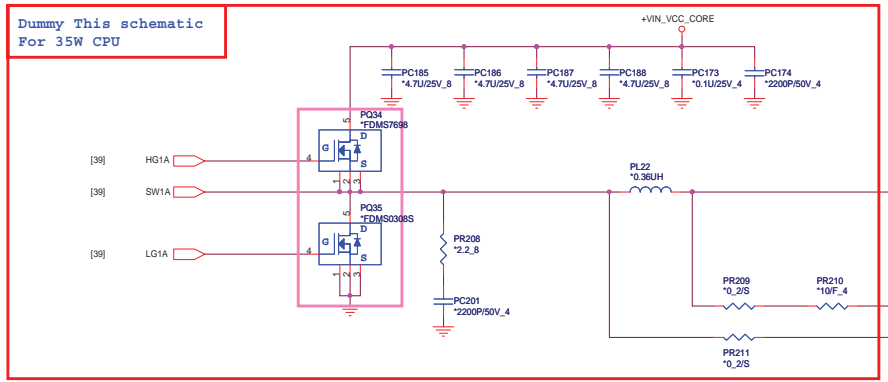 Dummy This schematic
For 35W CPU
+VIN_VCC_CORE
PC185
*4.7U/25V_8
PC186
*4.7U/25V_8
PC187
*4.7U/25V_8
PC188
*4.7U/25V_8
PC173
*0.1U/25V_4
PC174
*2200P/50V_4
PQ34
*FDMS7698
5
D
G
S
4
1
2
3
[39]
HG1A
[39]
SW1A
PL22
*0.36UH
PQ35
*FDMS0308S
5
D
G
S
4
1
2
3
[39]
LG1A
PR208
*2.2_8
PC201
*2200P/50V_4
PR209
*0_2/S
PR210
*10/F_4
PR211
*0_2/S